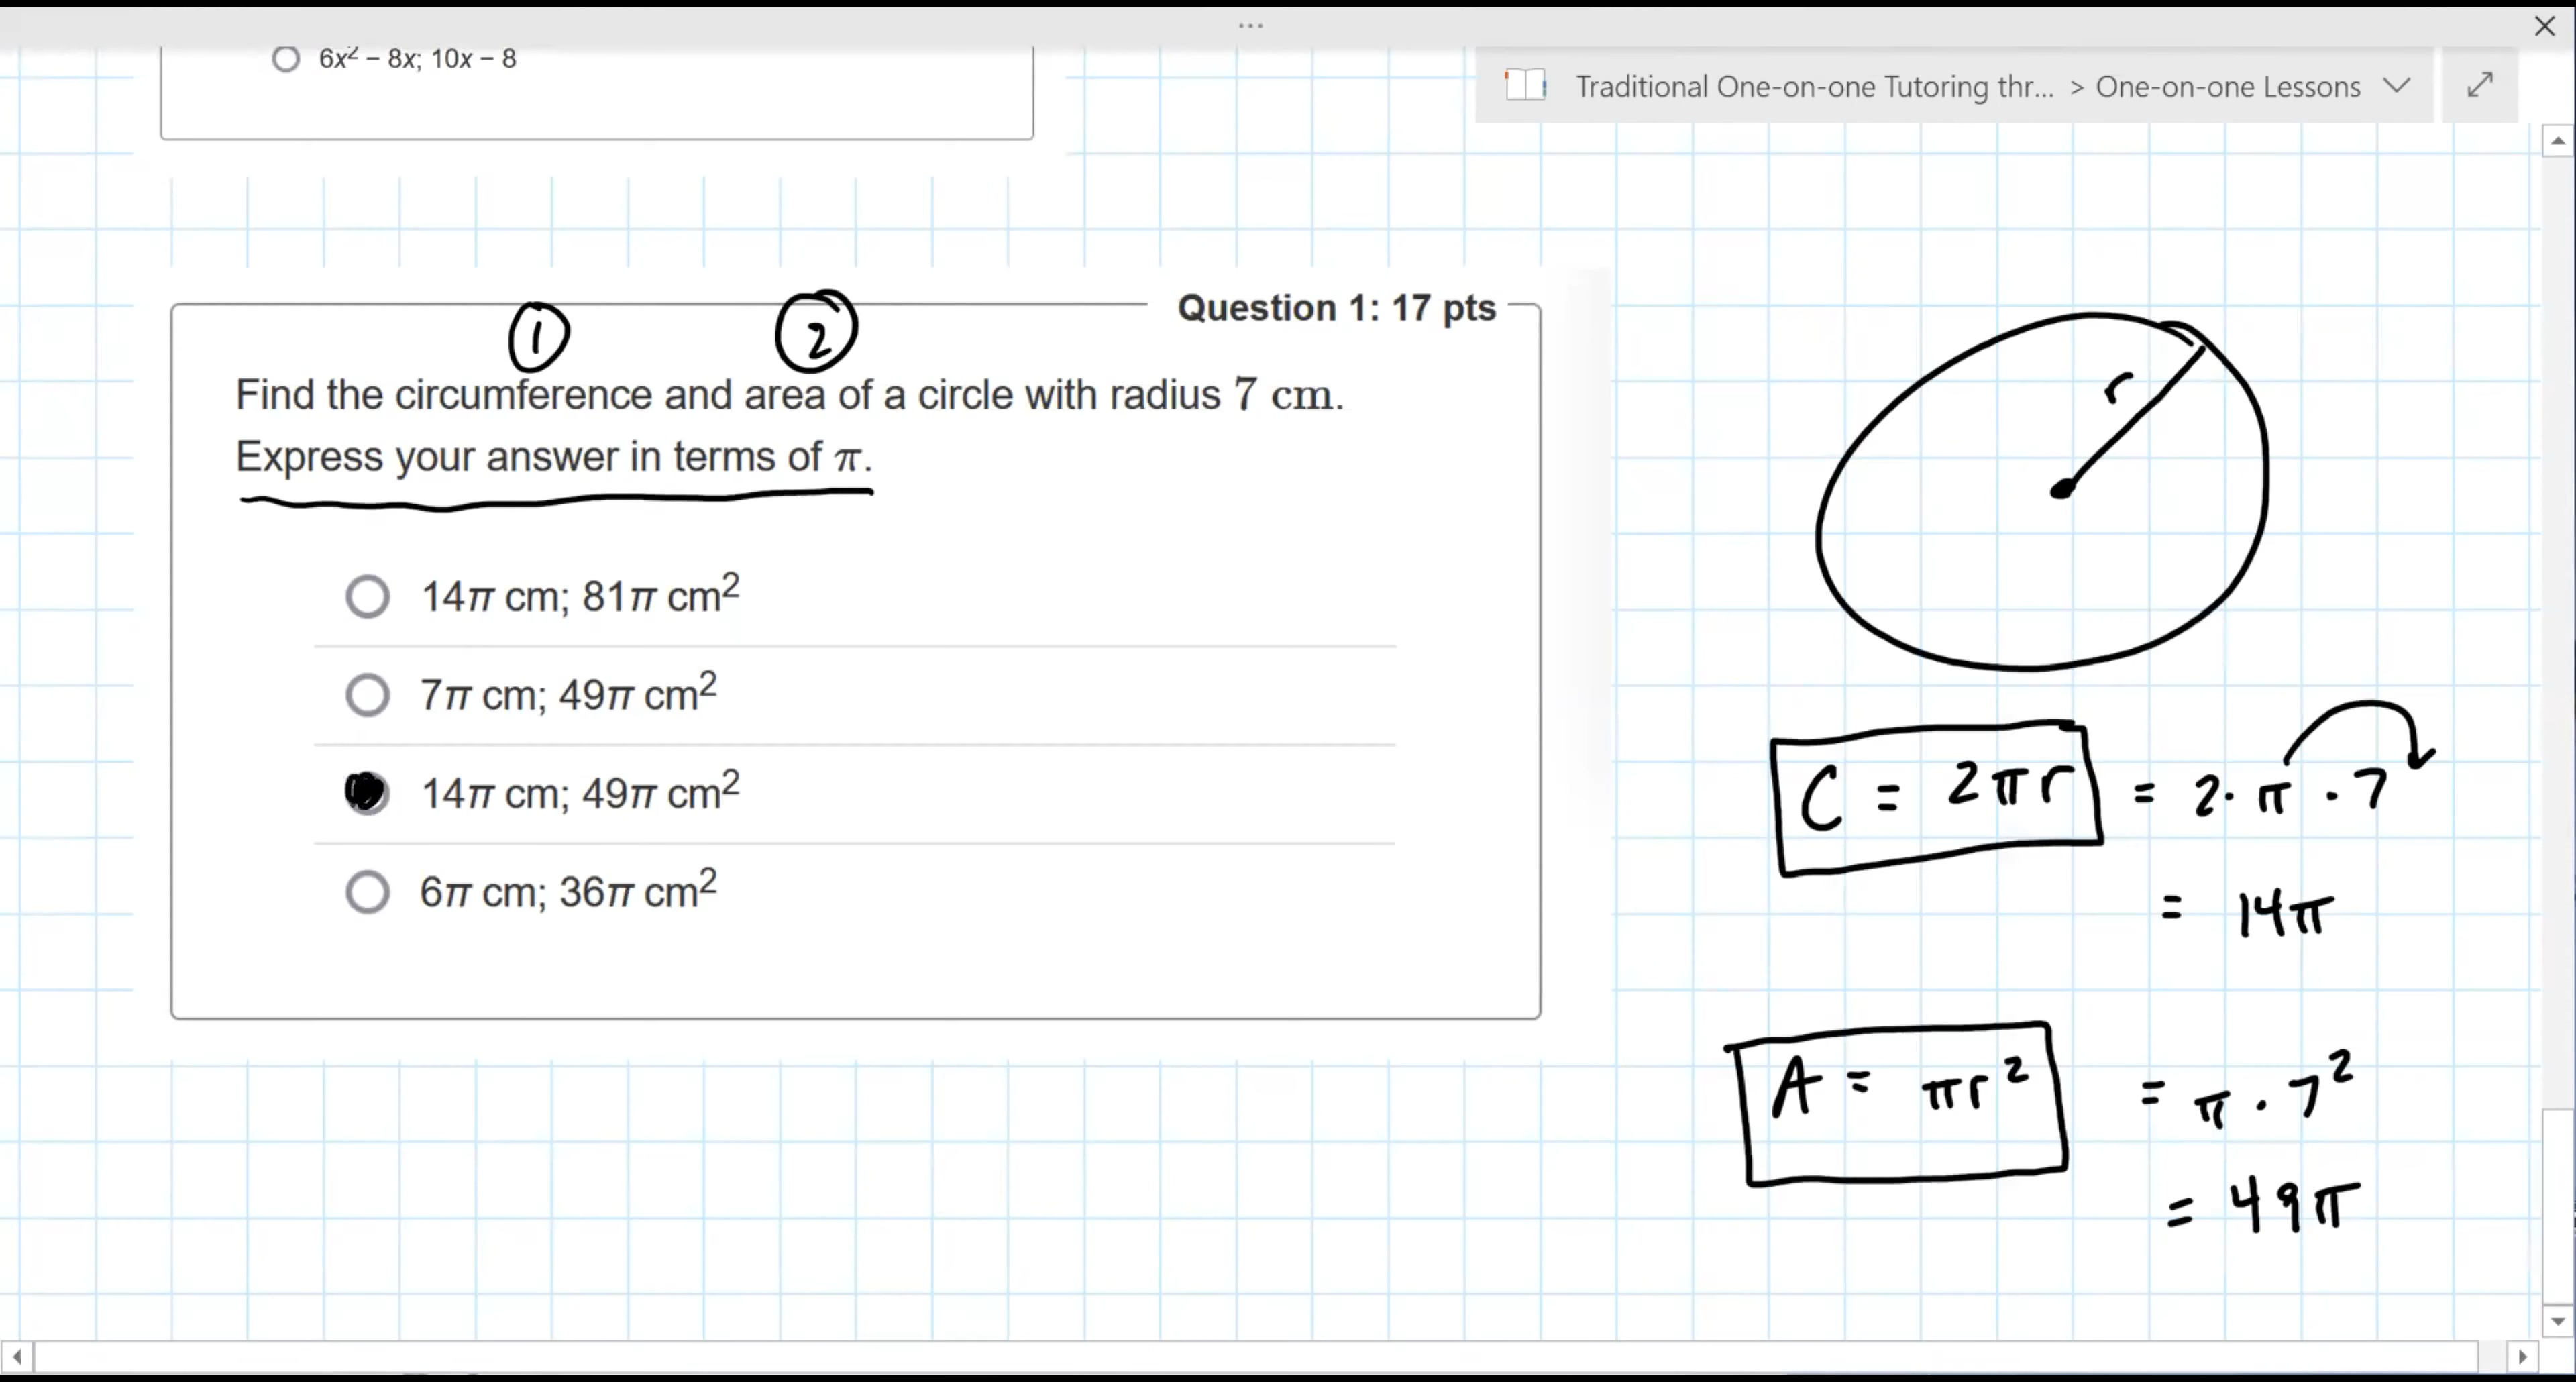 6x² – 8x; 10x – 8
Traditional One-on-one Tutoring thr... > One-on-one Lessons
Question 1: 17 pts
1 2
Find the circumference and area of a circle with radius 7 cm.
Express your answer in terms of π.
14π cm; 81π cm²
7π cm; 49π cm²
14π cm; 49π cm²
6π cm; 36π cm²
r
C = 2πr = 2·π·7
= 14π
A = πr² = π·7²
= 49π